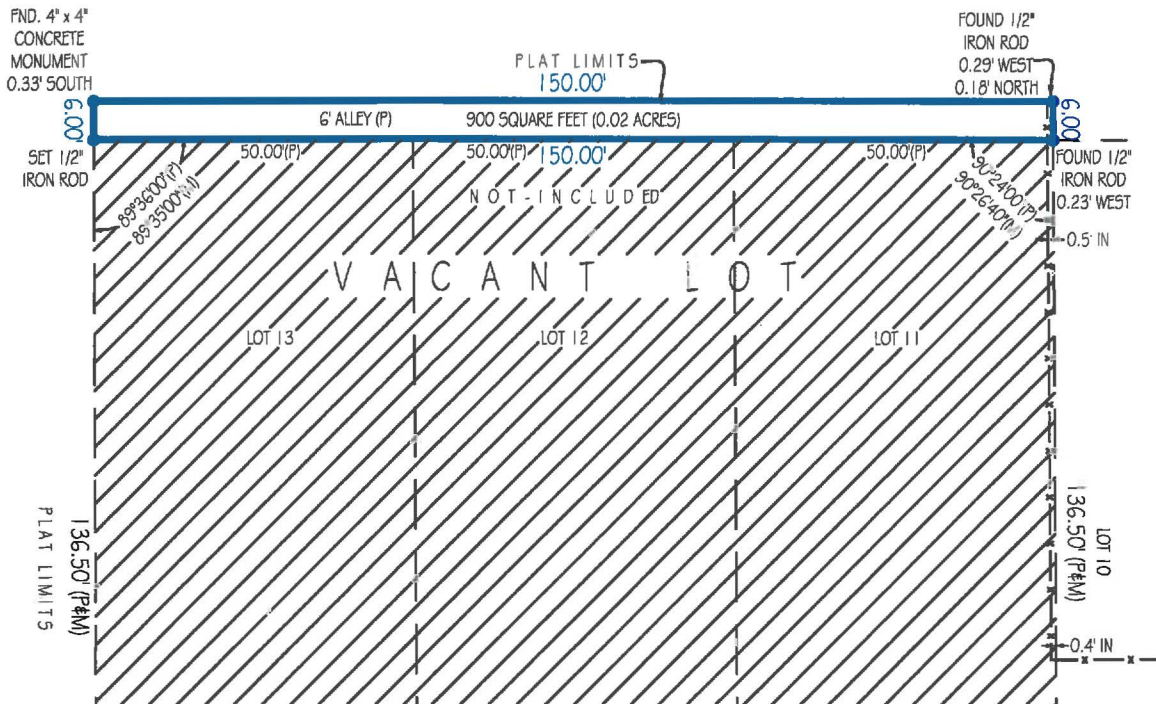 FND. 4" x 4"
CONCRETE
MONUMENT
0.33' SOUTH
PLAT LIMITS
150.00'
FOUND 1/2"
IRON ROD
0.29' WEST
0.18' NORTH
6.00'
6' ALLEY (P)
900 SQUARE FEET (0.02 ACRES)
6.00'
SET 1/2"
IRON ROD
50.00'(P)
50.00'(P)
150.00'
50.00'(P)
FOUND 1/2"
IRON ROD
0.23' WEST
89°36'00"(P)
89°35'00"(M)
NOT-INCLUDED
90°24'00"(P)
90°26'40"(M)
0.5' IN
VACANT LOT
LOT 13
LOT 12
LOT 11
PLAT LIMITS
136.50' (P&M)
136.50' (P&M)
LOT 10
0.4' IN